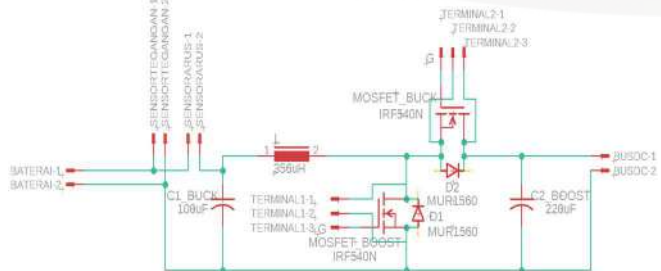 SENSORTEGANGAN 1
SENSORTEGANGAN 2
SENSORARUS-1
SENSORARUS-2
TERMINAL2-1
TERMINAL2-2
TERMINAL2-3
G
MOSFET_BUCK
IRF540N
BATERAI-1
BATERAI-2
1
2
356uH
C1_BUCK
100uF
TERMINAL1-1
TERMINAL1-2
TERMINAL1-3
G
MOSFET_BOOST
IRF540N
D1
MUR1560
D2
MUR1560
C2_BOOST
220uF
BUSDC-1
BUSDC-2